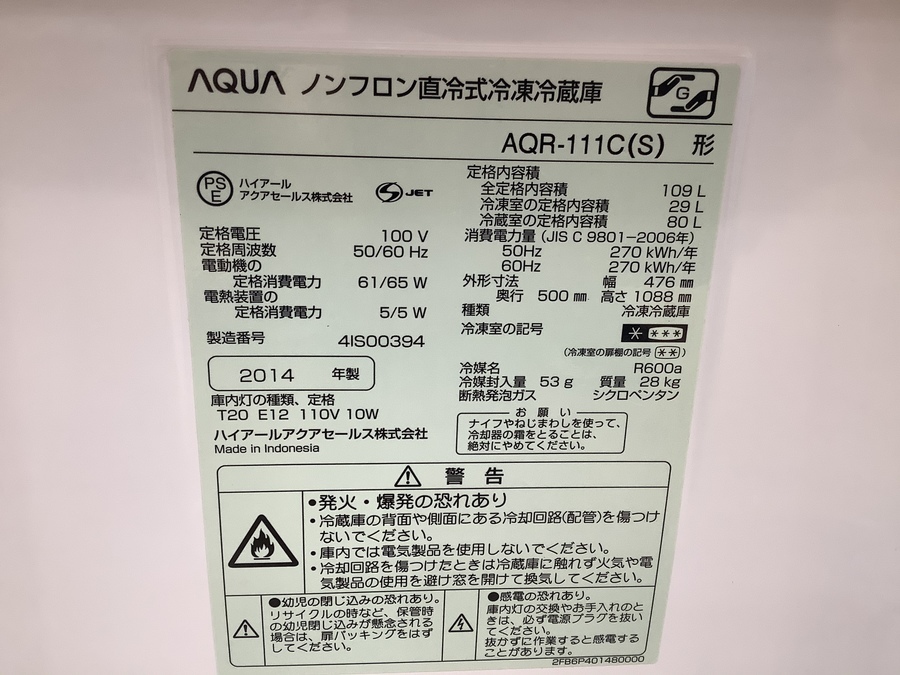 AQUA ノンフロン直冷式冷凍冷蔵庫
G
AQR-111C(S) 形
PS
E
ハイアール
アクアセールス株式会社
JET
定格電圧 100 V
定格周波数 50/60 Hz
電動機の
定格消費電力 61/65 W
電熱装置の
定格消費電力 5/5 W
製造番号 4IS00394
2014 年製
庫内灯の種類、定格
T20 E12 110V 10W
ハイアールアクアセールス株式会社
Made in Indonesia
定格内容積
全定格内容積 109 L
冷凍室の定格内容積 29 L
冷蔵室の定格内容積 80 L
消費電力量 (JIS C 9801-2006年)
50Hz 270 kWh/年
60Hz 270 kWh/年
外形寸法 幅 476 ㎜
奥行 500 ㎜ 高さ 1088 ㎜
種類 冷凍冷蔵庫
冷凍室の記号 * ***
(冷凍室の扉棚の記号 **)
冷媒名 R600a
冷媒封入量 53 g 質量 28 kg
断熱発泡ガス シクロペンタン
お 願 い
ナイフやねじまわしを使って、
冷却器の霜をとることは、
絶対にやめてください。
警 告
•発火・爆発の恐れあり
・冷蔵庫の背面や側面にある冷却回路(配管)を傷つけ
ないでください。
・庫内では電気製品を使用しないでください。
・冷却回路を傷つけたときは冷蔵庫に触れず火気や電
気製品の使用を避け窓を開けて換気してください。
●幼児の閉じ込みの恐れあり。
リサイクルの時など、保管時
の幼児閉じ込みが懸念される
場合は、扉パッキングをはず
してください。
●感電の恐れあり。
庫内灯の交換やお手入れのと
きは、必ず電源プラグを抜い
てください。
抜かずに作業すると感電する
ことがあります。
2FB6P401480000